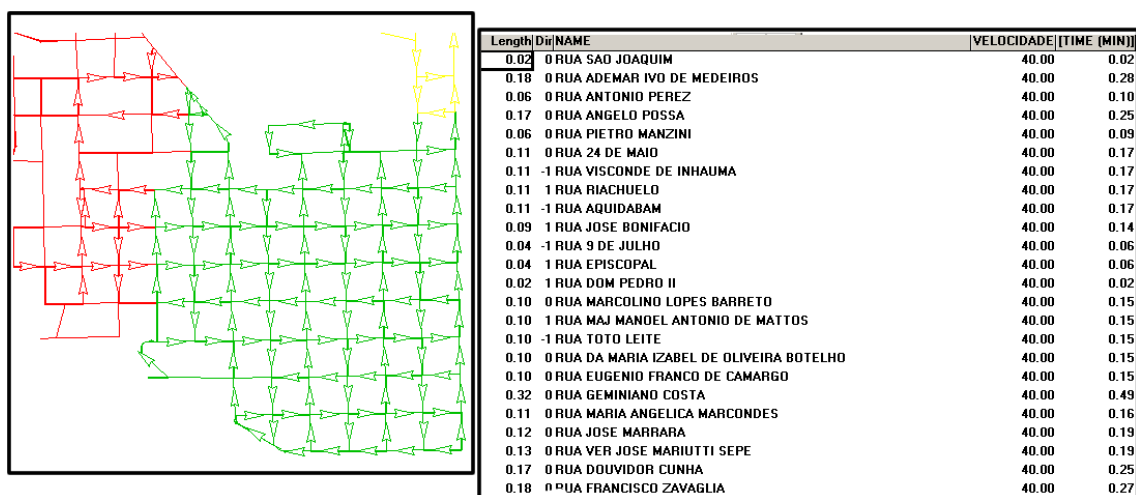 Length Dir NAME VELOCIDADE [TIME (MIN)]
0.02 0 RUA SAO JOAQUIM 40.00 0.02
0.18 0 RUA ADEMAR IVO DE MEDEIROS 40.00 0.28
0.06 0 RUA ANTONIO PEREZ 40.00 0.10
0.17 0 RUA ANGELO POSSA 40.00 0.25
0.06 0 RUA PIETRO MANZINI 40.00 0.09
0.11 0 RUA 24 DE MAIO 40.00 0.17
0.11 -1 RUA VISCONDE DE INHAUMA 40.00 0.17
0.11 1 RUA RIACHUELO 40.00 0.17
0.11 -1 RUA AQUIDABAM 40.00 0.17
0.09 1 RUA JOSE BONIFACIO 40.00 0.14
0.04 -1 RUA 9 DE JULHO 40.00 0.06
0.04 1 RUA EPISCOPAL 40.00 0.06
0.02 1 RUA DOM PEDRO II 40.00 0.02
0.10 0 RUA MARCOLINO LOPES BARRETO 40.00 0.15
0.10 1 RUA MAJ MANOEL ANTONIO DE MATTOS 40.00 0.15
0.10 -1 RUA TOTO LEITE 40.00 0.15
0.10 0 RUA DA MARIA IZABEL DE OLIVEIRA BOTELHO 40.00 0.15
0.10 0 RUA EUGENIO FRANCO DE CAMARGO 40.00 0.15
0.32 0 RUA GEMINIANO COSTA 40.00 0.49
0.11 0 RUA MARIA ANGELICA MARCONDES 40.00 0.16
0.12 0 RUA JOSE MARRARA 40.00 0.19
0.13 0 RUA VER JOSE MARIUTTI SEPE 40.00 0.19
0.17 0 RUA DOUVIDOR CUNHA 40.00 0.25
0.18 0 RUA FRANCISCO ZAVAGLIA 40.00 0.27